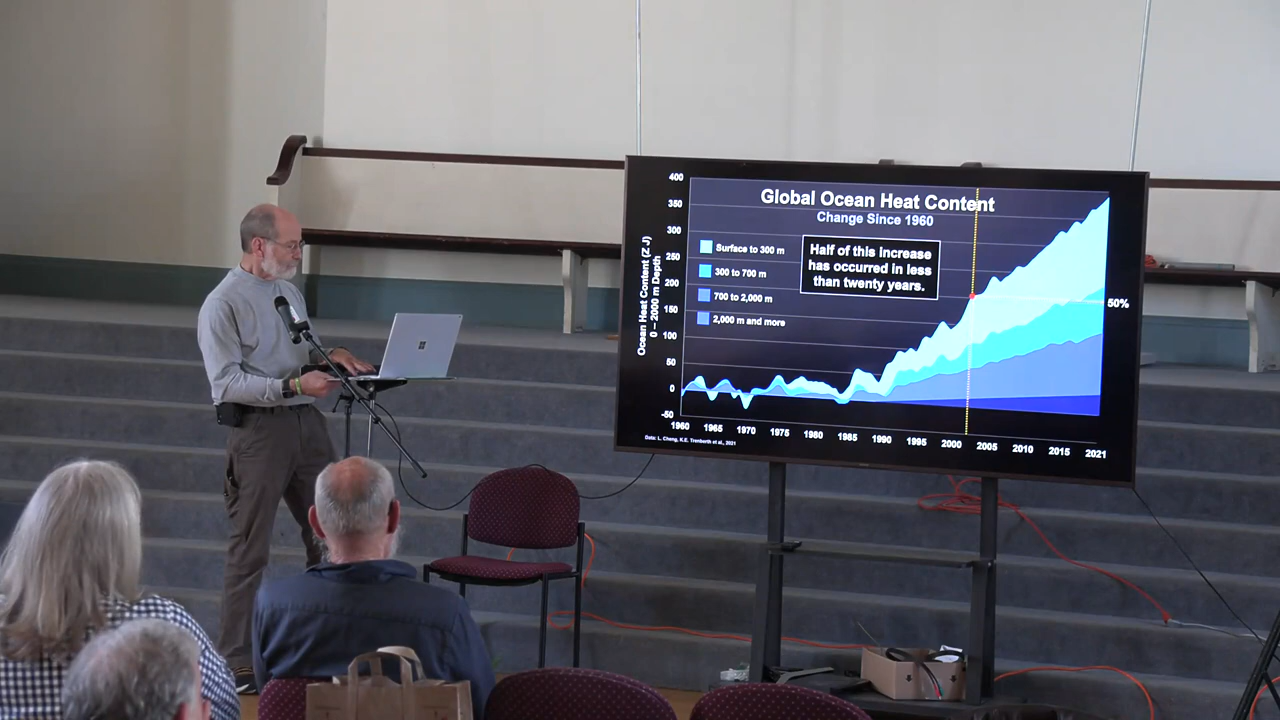 Global Ocean Heat Content
Change Since 1960
Half of this increase
has occurred in less
than twenty years.
Surface to 300 m
300 to 700 m
700 to 2,000 m
2,000 m and more
Ocean Heat Content (Z J)
0 – 2000 m Depth
400
350
300
250
200
150
100
50
0
-50
50%
1960 1965 1970 1975 1980 1985 1990 1995 2000 2005 2010 2015 2021
Data: L. Cheng, K.E. Trenberth et al., 2021